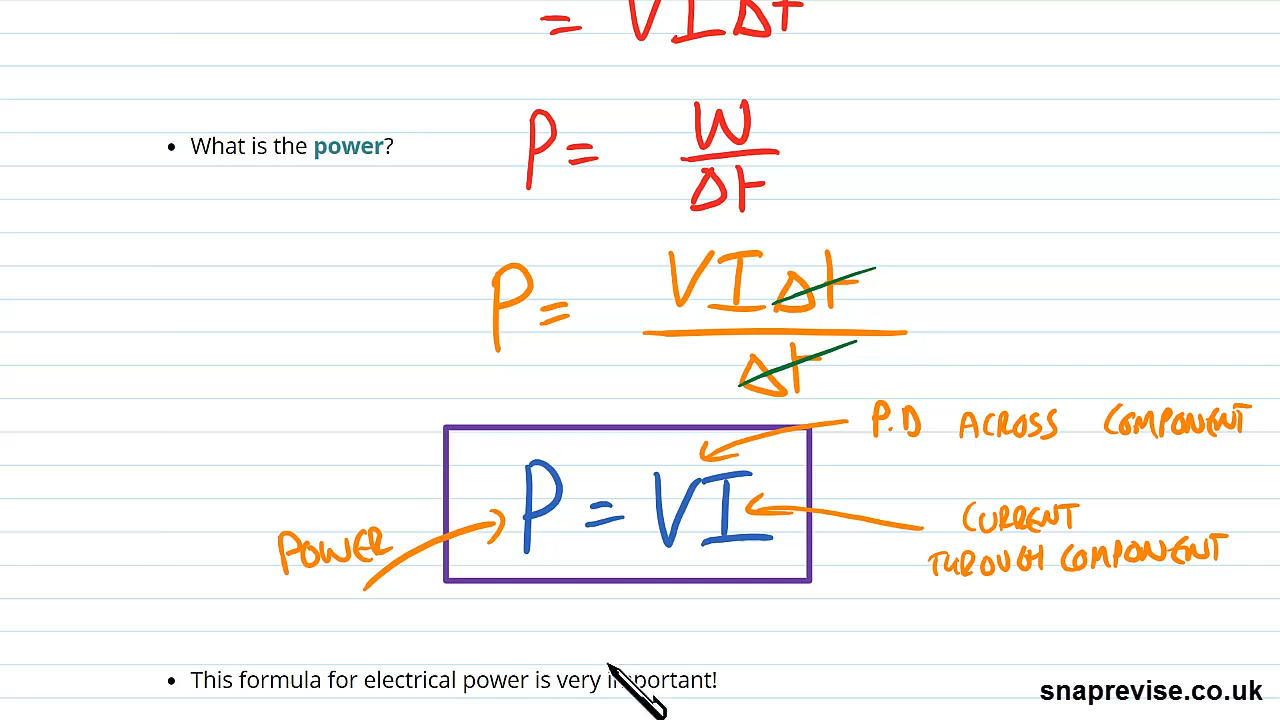 = VIΔt
• What is the power?
P = W/Δt
P = VIΔt/Δt
P.D ACROSS COMPONENT
P = VI
POWER
CURRENT
THROUGH COMPONENT
• This formula for electrical power is very important!
snaprevise.co.uk